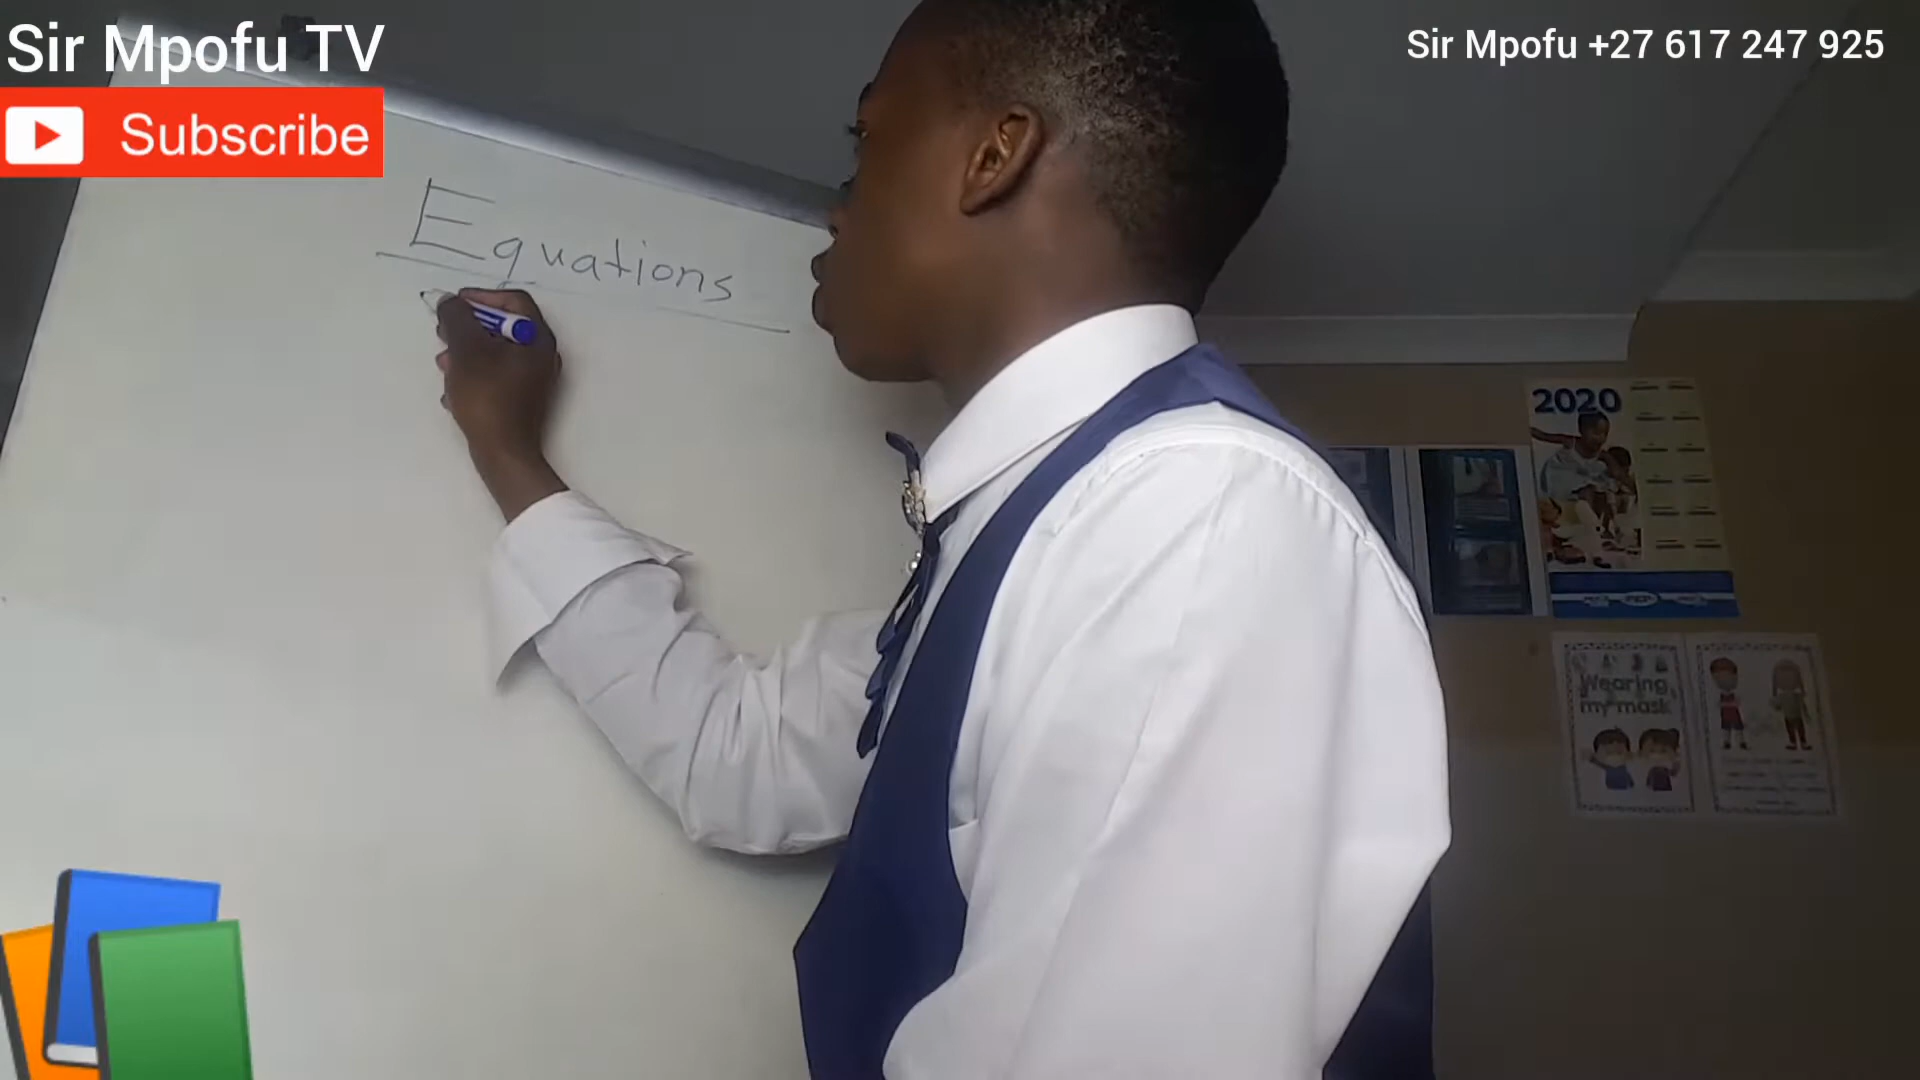 Sir Mpofu TV
Sir Mpofu +27 617 247 925
Subscribe
Equations
2020
Wearing
my mask